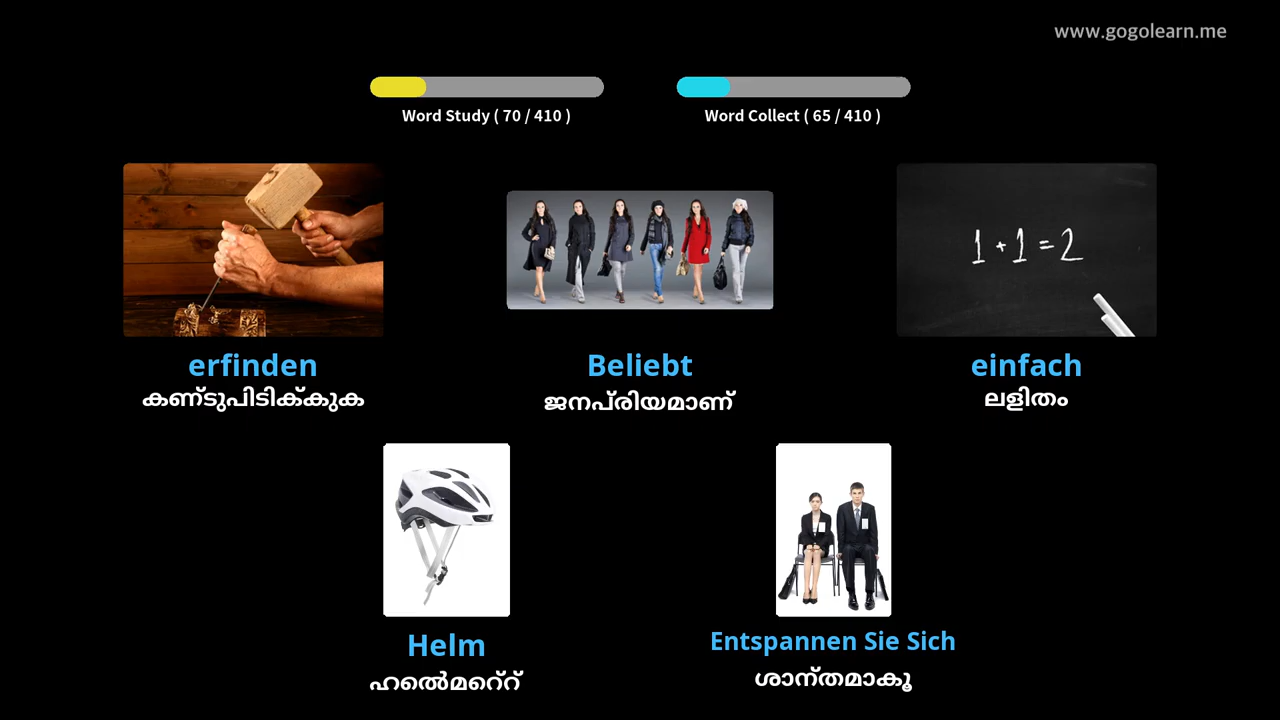 www.gogolearn.me
Word Study ( 70 / 410 )
Word Collect ( 65 / 410 )
1 + 1 = 2
erfinden
കണ്ടുപിടിക്കുക
Beliebt
ജനപ്രിയമാണ്
einfach
ലളിതം
Helm
ഹെൽമെറ്റ്
Entspannen Sie Sich
ശാന്തമാകൂ